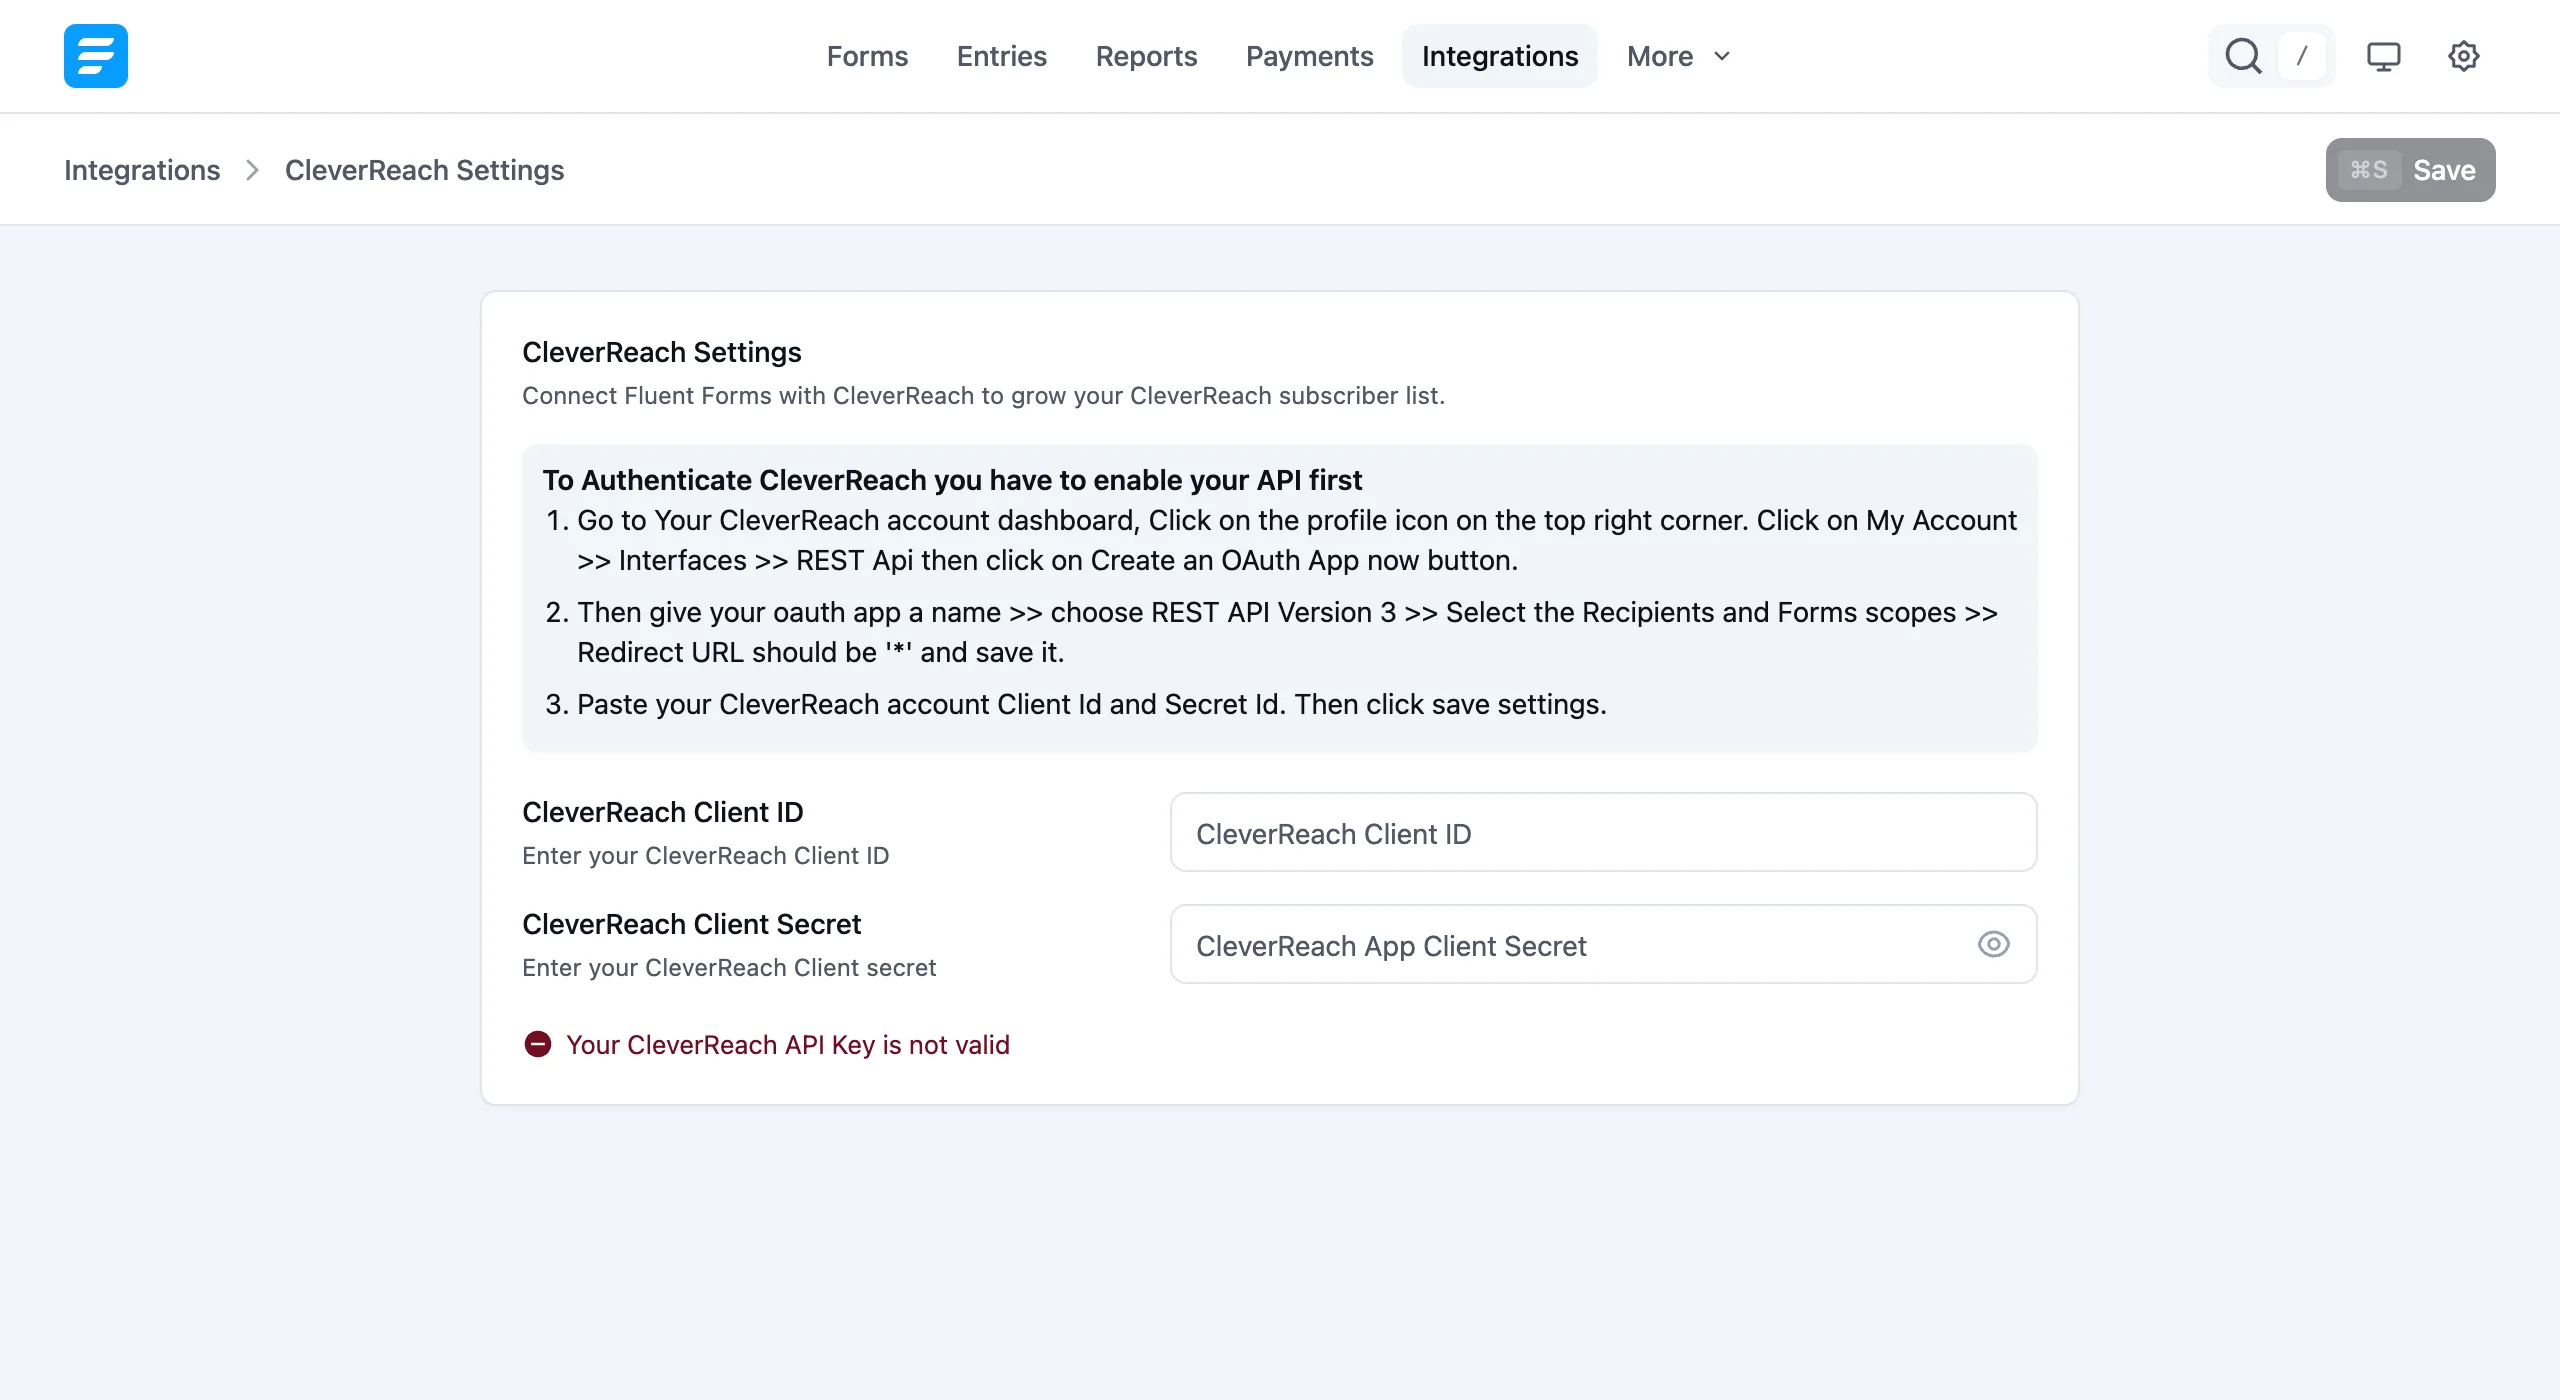 Forms Entries Reports Payments Integrations More /
Integrations > CleverReach Settings ⌘S Save
CleverReach Settings
Connect Fluent Forms with CleverReach to grow your CleverReach subscriber list.
To Authenticate CleverReach you have to enable your API first
1. Go to Your CleverReach account dashboard, Click on the profile icon on the top right corner. Click on My Account
>> Interfaces >> REST Api then click on Create an OAuth App now button.
2. Then give your oauth app a name >> choose REST API Version 3 >> Select the Recipients and Forms scopes >>
Redirect URL should be '*' and save it.
3. Paste your CleverReach account Client Id and Secret Id. Then click save settings.
CleverReach Client ID
Enter your CleverReach Client ID
CleverReach Client ID
CleverReach Client Secret
Enter your CleverReach Client secret
CleverReach App Client Secret
Your CleverReach API Key is not valid